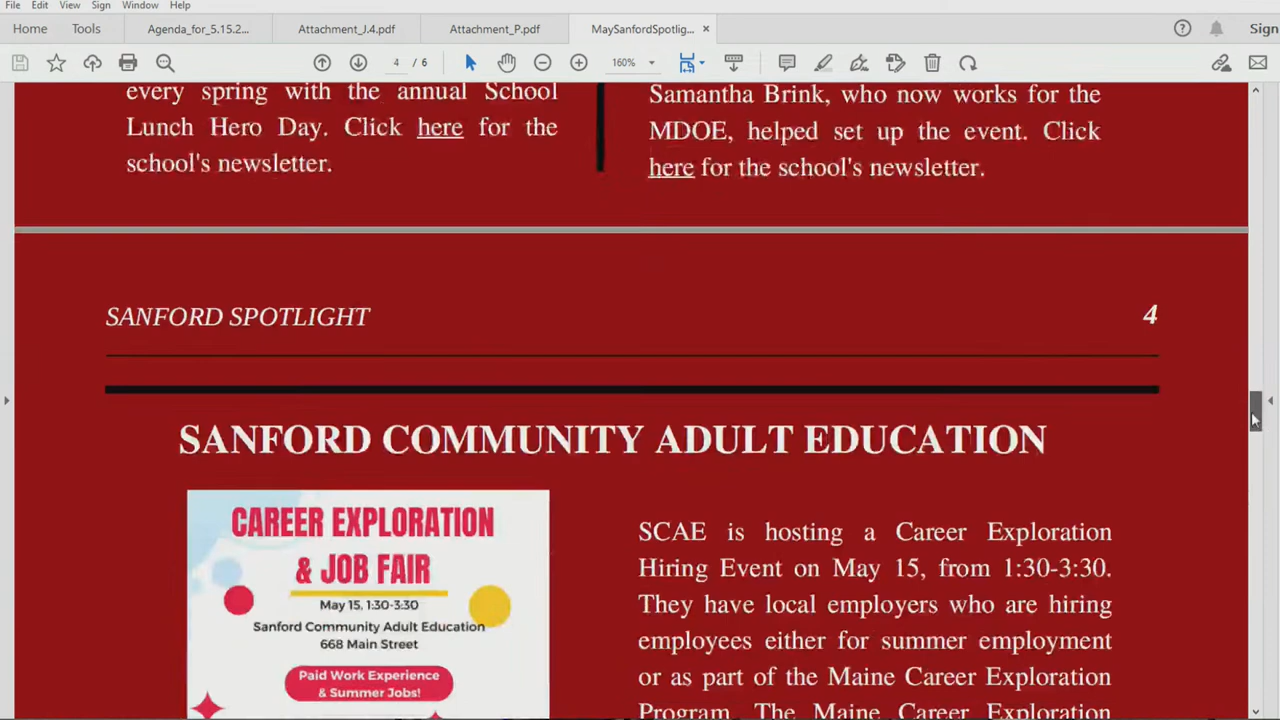 File Edit View Sign Window Help
Home Tools Agenda_for_5.15.2... Attachment_J.4.pdf Attachment_P.pdf MaySanfordSpotlig... × Sign
4 / 6 160%
every spring with the annual School
Lunch Hero Day. Click here for the
school's newsletter.
Samantha Brink, who now works for the
MDOE, helped set up the event. Click
here for the school's newsletter.
SANFORD SPOTLIGHT 4
SANFORD COMMUNITY ADULT EDUCATION
CAREER EXPLORATION
& JOB FAIR
May 15, 1:30-3:30
Sanford Community Adult Education
668 Main Street
Paid Work Experience
& Summer Jobs!
SCAE is hosting a Career Exploration
Hiring Event on May 15, from 1:30-3:30.
They have local employers who are hiring
employees either for summer employment
or as part of the Maine Career Exploration
Program. The Maine Career Exploration